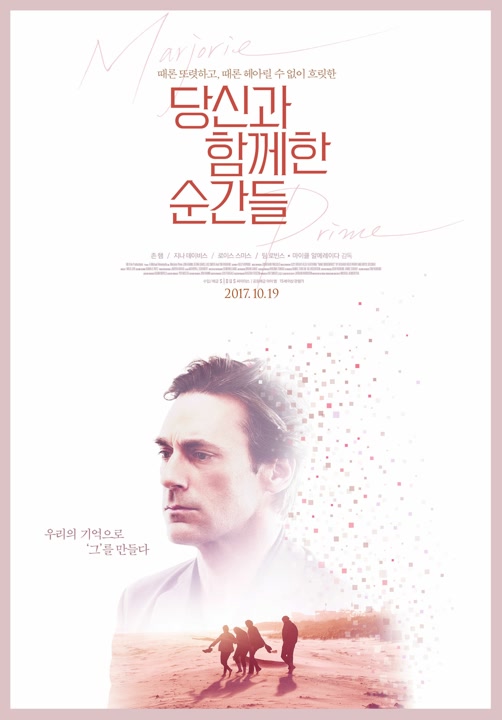 Marjorie
때론 또렷하고, 때론 헤아릴 수 없이 흐릿한
당신과
함께한
순간들
Prime
존 햄 / 지나 데이비스 / 로이스 스미스 / 팀 로빈스 • 마이클 알메레이다 감독
2017.10.19
우리의 기억으로
‘그’를 만들다